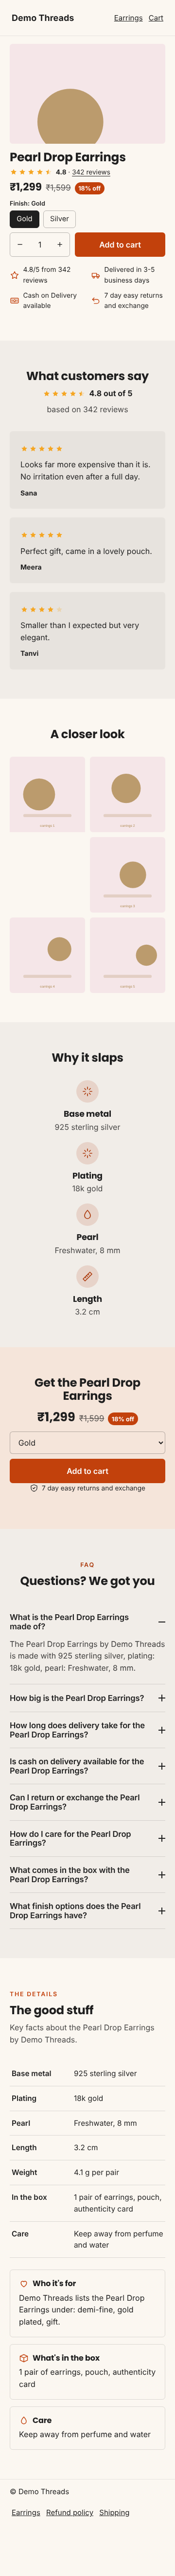 Demo Threads
Earrings Cart
Pearl Drop Earrings
4.8 · 342 reviews
₹1,299 ₹1,599 18% off
Finish: Gold
Gold Silver
− 1 + Add to cart
4.8/5 from 342
reviews
Delivered in 3-5
business days
Cash on Delivery
available
7 day easy returns
and exchange
What customers say
4.8 out of 5
based on 342 reviews
Looks far more expensive than it is.
No irritation even after a full day.
Sana
Perfect gift, came in a lovely pouch.
Meera
Smaller than I expected but very
elegant.
Tanvi
A closer look
Why it slaps
Base metal
925 sterling silver
Plating
18k gold
Pearl
Freshwater, 8 mm
Length
3.2 cm
Get the Pearl Drop
Earrings
₹1,299 ₹1,599 18% off
Gold
Add to cart
7 day easy returns and exchange
FAQ
Questions? We got you
What is the Pearl Drop Earrings
made of?
The Pearl Drop Earrings by Demo Threads
is made with 925 sterling silver, plating:
18k gold, pearl: Freshwater, 8 mm.
How big is the Pearl Drop Earrings?
How long does delivery take for the
Pearl Drop Earrings?
Is cash on delivery available for the
Pearl Drop Earrings?
Can I return or exchange the Pearl
Drop Earrings?
How do I care for the Pearl Drop
Earrings?
What comes in the box with the
Pearl Drop Earrings?
What finish options does the Pearl
Drop Earrings have?
THE DETAILS
The good stuff
Key facts about the Pearl Drop Earrings
by Demo Threads.
Base metal 925 sterling silver
Plating 18k gold
Pearl Freshwater, 8 mm
Length 3.2 cm
Weight 4.1 g per pair
In the box 1 pair of earrings, pouch,
authenticity card
Care Keep away from perfume
and water
Who it's for
Demo Threads lists the Pearl Drop
Earrings under: demi-fine, gold
plated, gift.
What's in the box
1 pair of earrings, pouch, authenticity
card
Care
Keep away from perfume and water
© Demo Threads
Earrings Refund policy Shipping